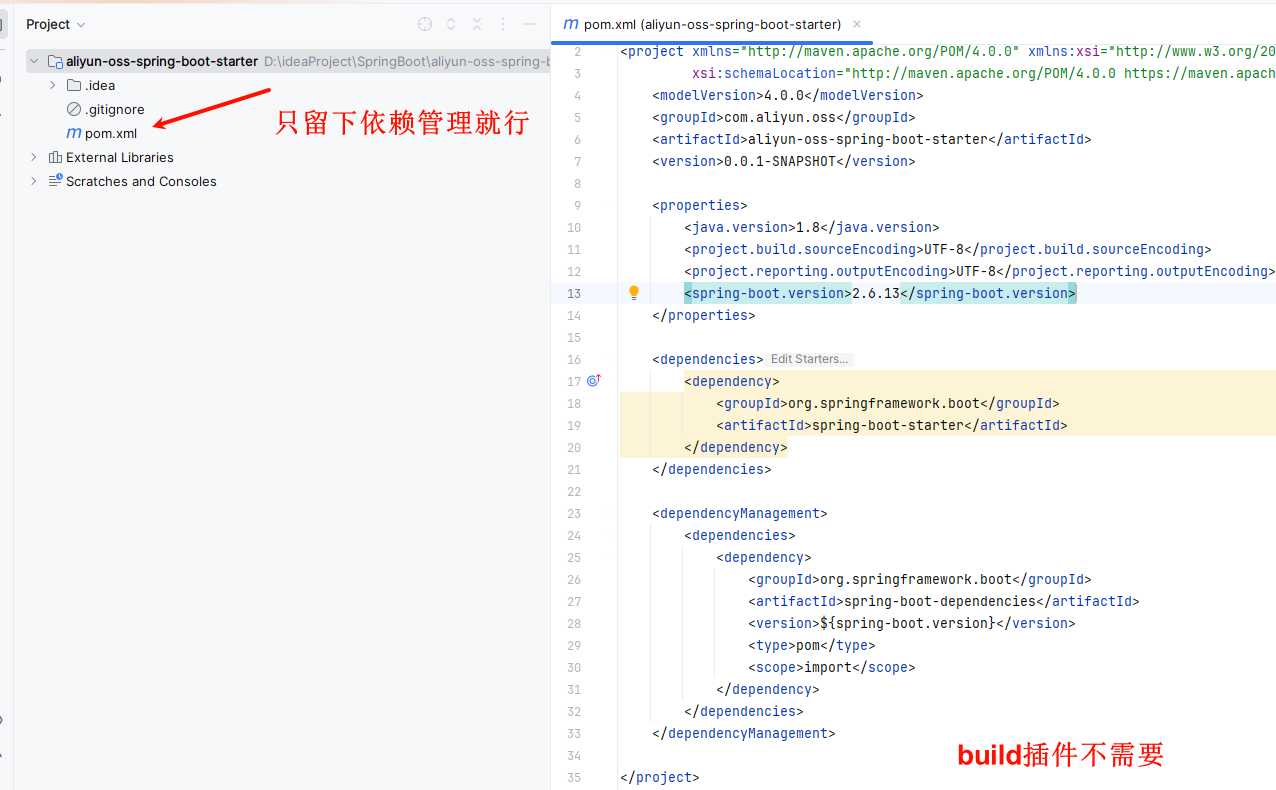 Project
aliyun-oss-spring-boot-starter D:\ideaProject\SpringBoot\aliyun-oss-spring-b
.idea
.gitignore
pom.xml
External Libraries
Scratches and Consoles
只留下依赖管理就行
pom.xml (aliyun-oss-spring-boot-starter)
2 <project xmlns="http://maven.apache.org/POM/4.0.0" xmlns:xsi="http://www.w3.org/20
3 xsi:schemaLocation="http://maven.apache.org/POM/4.0.0 https://maven.apach
4 <modelVersion>4.0.0</modelVersion>
5 <groupId>com.aliyun.oss</groupId>
6 <artifactId>aliyun-oss-spring-boot-starter</artifactId>
7 <version>0.0.1-SNAPSHOT</version>
8
9 <properties>
10 <java.version>1.8</java.version>
11 <project.build.sourceEncoding>UTF-8</project.build.sourceEncoding>
12 <project.reporting.outputEncoding>UTF-8</project.reporting.outputEncoding>
13 <spring-boot.version>2.6.13</spring-boot.version>
14 </properties>
15
16 <dependencies> Edit Starters...
17 <dependency>
18 <groupId>org.springframework.boot</groupId>
19 <artifactId>spring-boot-starter</artifactId>
20 </dependency>
21 </dependencies>
22
23 <dependencyManagement>
24 <dependencies>
25 <dependency>
26 <groupId>org.springframework.boot</groupId>
27 <artifactId>spring-boot-dependencies</artifactId>
28 <version>${spring-boot.version}</version>
29 <type>pom</type>
30 <scope>import</scope>
31 </dependency>
32 </dependencies>
33 </dependencyManagement>
34
build插件不需要
35 </project>